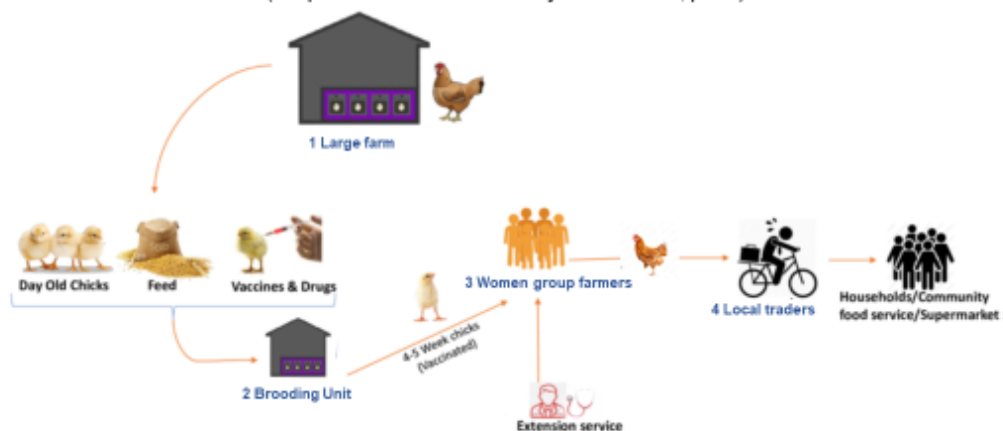 1 Large farm
Day Old Chicks
Feed
Vaccines & Drugs
2 Brooding Unit
4-5 Week chicks
(Vaccinated)
3 Women group farmers
Extension service
4 Local traders
Households/Community
food service/Supermarket